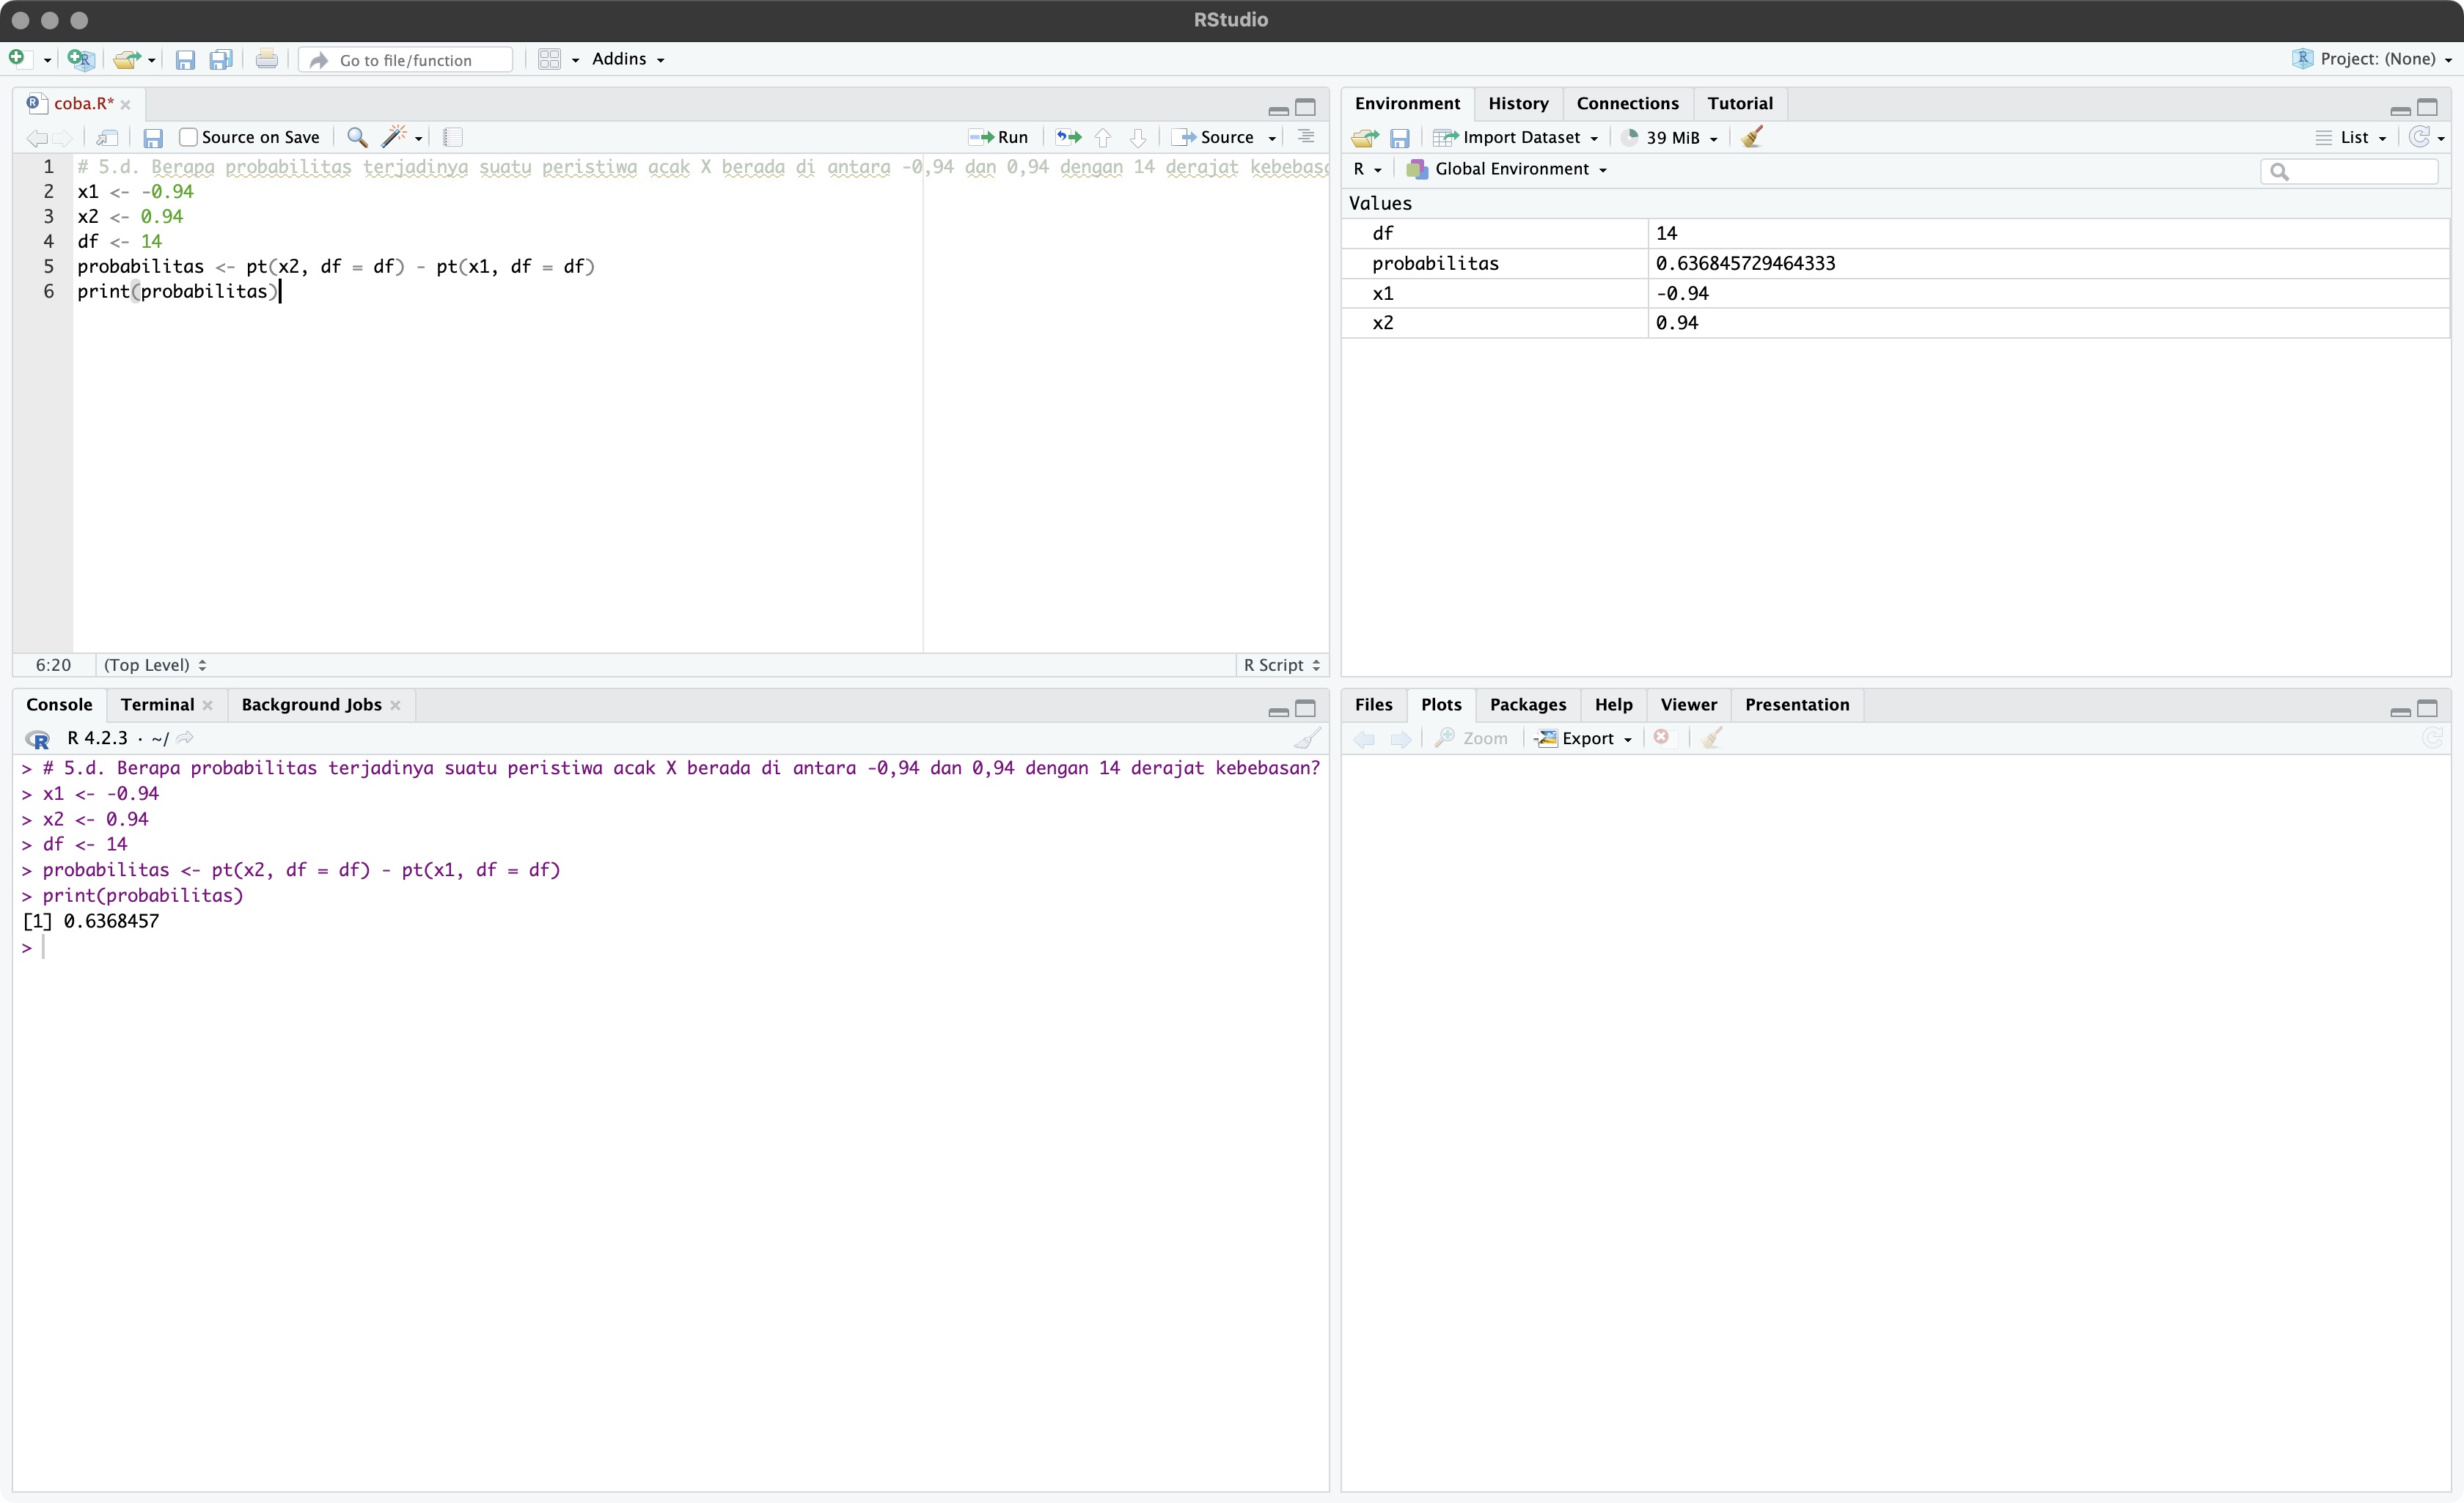 RStudio
Go to file/function
Addins
Project: (None)
coba.R*
Source on Save
Run
Source
1 # 5.d. Berapa probabilitas terjadinya suatu peristiwa acak X berada di antara -0,94 dan 0,94 dengan 14 derajat kebebasa
2 x1 <- -0.94
3 x2 <- 0.94
4 df <- 14
5 probabilitas <- pt(x2, df = df) - pt(x1, df = df)
6 print(probabilitas)
6:20 (Top Level) R Script
Console Terminal Background Jobs
R 4.2.3 · ~/
> # 5.d. Berapa probabilitas terjadinya suatu peristiwa acak X berada di antara -0,94 dan 0,94 dengan 14 derajat kebebasan?
> x1 <- -0.94
> x2 <- 0.94
> df <- 14
> probabilitas <- pt(x2, df = df) - pt(x1, df = df)
> print(probabilitas)
[1] 0.6368457
>
Environment History Connections Tutorial
Import Dataset 39 MiB List
R Global Environment
Values
df 14
probabilitas 0.636845729464333
x1 -0.94
x2 0.94
Files Plots Packages Help Viewer Presentation
Zoom Export